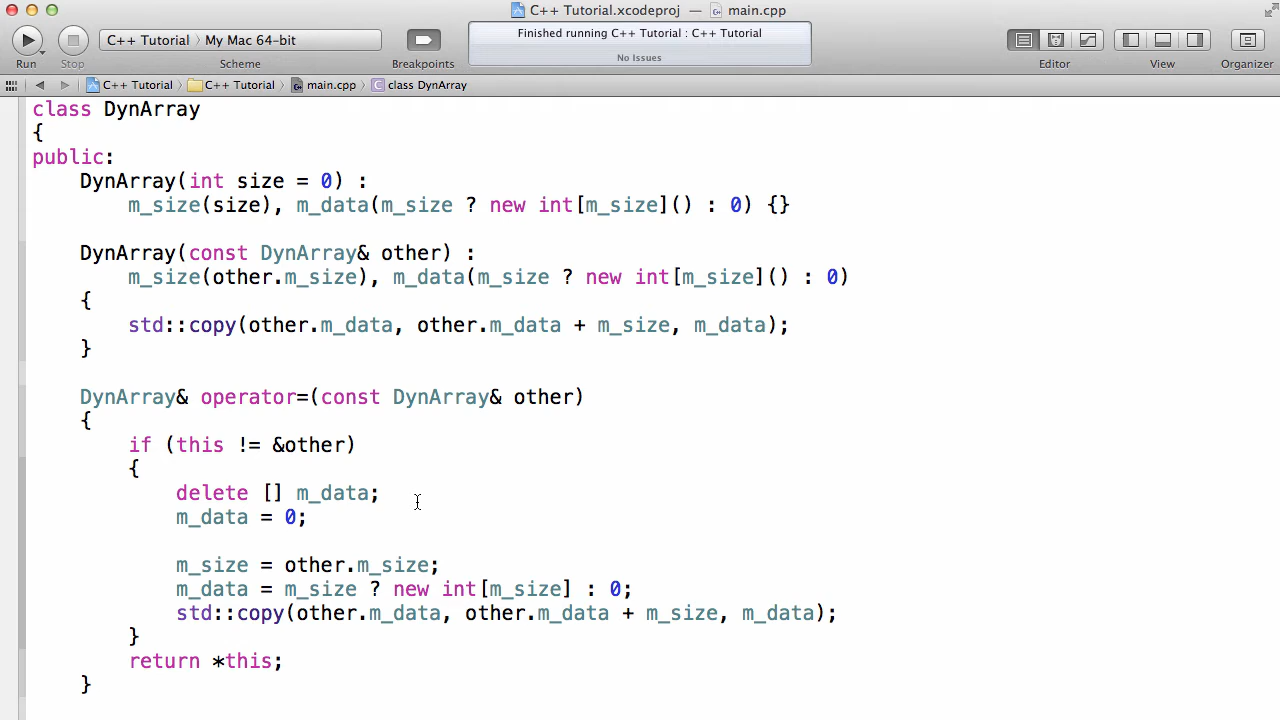 C++ Tutorial.xcodeproj — main.cpp
Run Stop C++ Tutorial My Mac 64-bit Scheme Breakpoints
Finished running C++ Tutorial : C++ Tutorial
No Issues
Editor View Organizer
C++ Tutorial C++ Tutorial main.cpp C class DynArray
class DynArray
{
public:
DynArray(int size = 0) :
m_size(size), m_data(m_size ? new int[m_size]() : 0) {}
DynArray(const DynArray& other) :
m_size(other.m_size), m_data(m_size ? new int[m_size]() : 0)
{
std::copy(other.m_data, other.m_data + m_size, m_data);
}
DynArray& operator=(const DynArray& other)
{
if (this != &other)
{
delete [] m_data;
m_data = 0;
m_size = other.m_size;
m_data = m_size ? new int[m_size] : 0;
std::copy(other.m_data, other.m_data + m_size, m_data);
}
return *this;
}